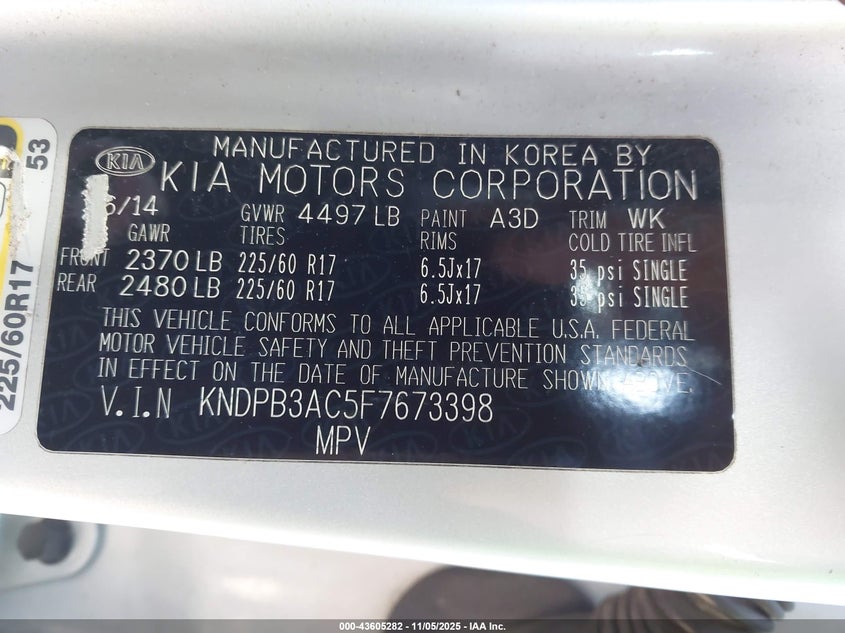 53
225/60R17
KIA
MANUFACTURED IN KOREA BY
KIA MOTORS CORPORATION
6/14 GVWR 4497 LB PAINT A3D TRIM WK
GAWR TIRES RIMS COLD TIRE INFL
FRONT 2370 LB 225/60 R17 6.5Jx17 35 psi SINGLE
REAR 2480 LB 225/60 R17 6.5Jx17 35 psi SINGLE
THIS VEHICLE CONFORMS TO ALL APPLICABLE U.S.A. FEDERAL
MOTOR VEHICLE SAFETY AND THEFT PREVENTION STANDARDS
IN EFFECT ON THE DATE OF MANUFACTURE SHOWN ABOVE.
V.I.N KNDPB3AC5F7673398
MPV
000-43605282 - 11/05/2025 - IAA Inc.